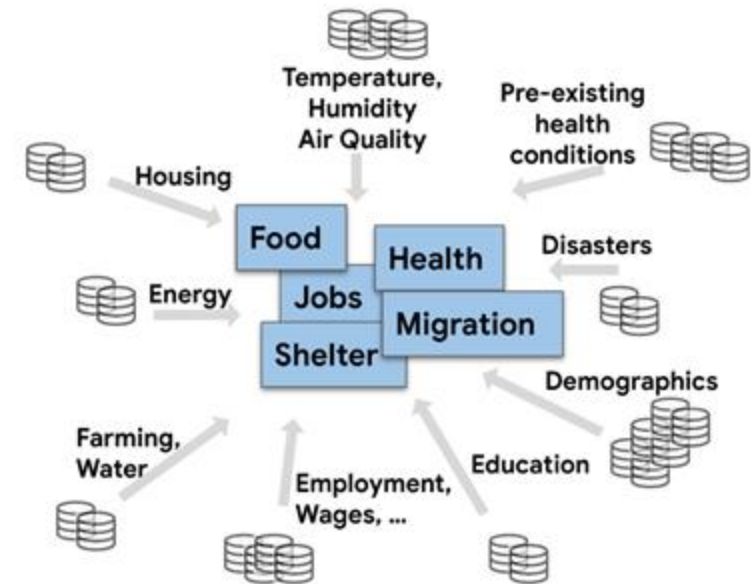 Temperature,
Humidity
Air Quality
Pre-existing
health
conditions
Housing
Food
Health
Disasters
Energy
Jobs
Migration
Shelter
Demographics
Farming,
Water
Employment,
Wages, ...
Education